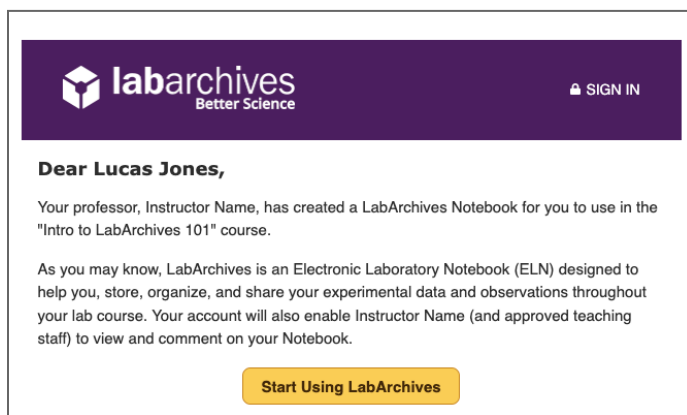 labarchives
Better Science
SIGN IN
Dear Lucas Jones,
Your professor, Instructor Name, has created a LabArchives Notebook for you to use in the
"Intro to LabArchives 101" course.
As you may know, LabArchives is an Electronic Laboratory Notebook (ELN) designed to
help you, store, organize, and share your experimental data and observations throughout
your lab course. Your account will also enable Instructor Name (and approved teaching
staff) to view and comment on your Notebook.
Start Using LabArchives